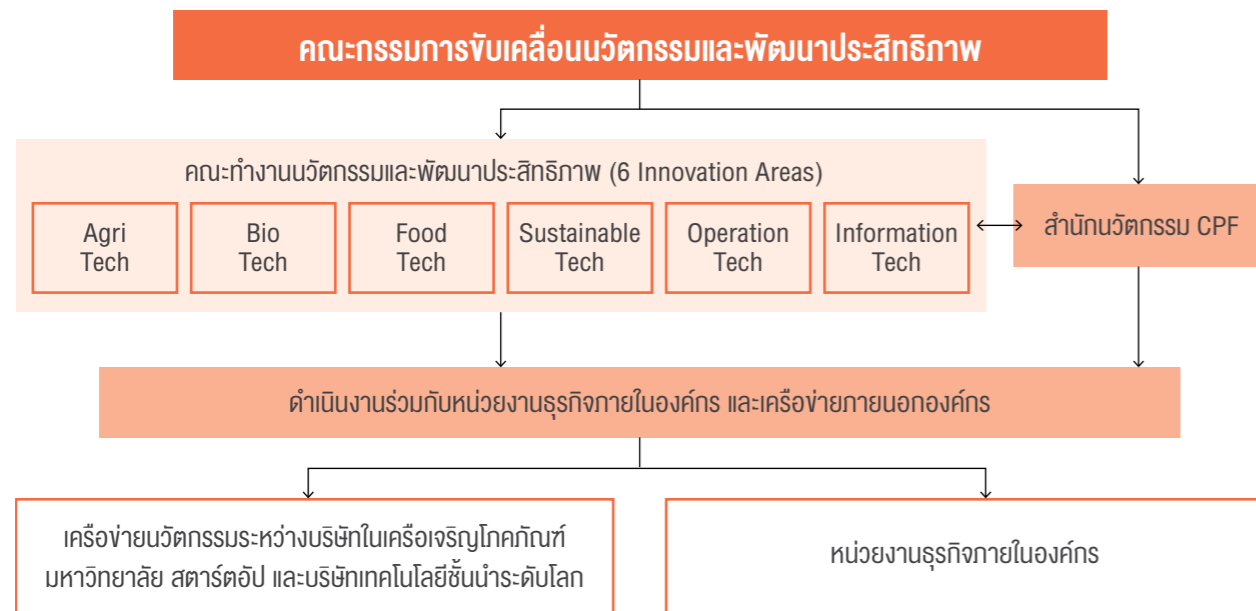 คณะกรรมการขับเคลื่อนนวัตกรรมและพัฒนาประสิทธิภาพ
คณะทำงานนวัตกรรมและพัฒนาประสิทธิภาพ (6 Innovation Areas)
Agri
Tech
Bio
Tech
Food
Tech
Sustainable
Tech
Operation
Tech
Information
Tech
สำนักนวัตกรรม CPF
ดำเนินงานร่วมกับหน่วยงานธุรกิจภายในองค์กร และเครือข่ายภายนอกองค์กร
เครือข่ายนวัตกรรมระหว่างบริษัทในเครือเจริญโภคภัณฑ์
มหาวิทยาลัย สตาร์ตอัป และบริษัทเทคโนโลยีชั้นนำระดับโลก
หน่วยงานธุรกิจภายในองค์กร